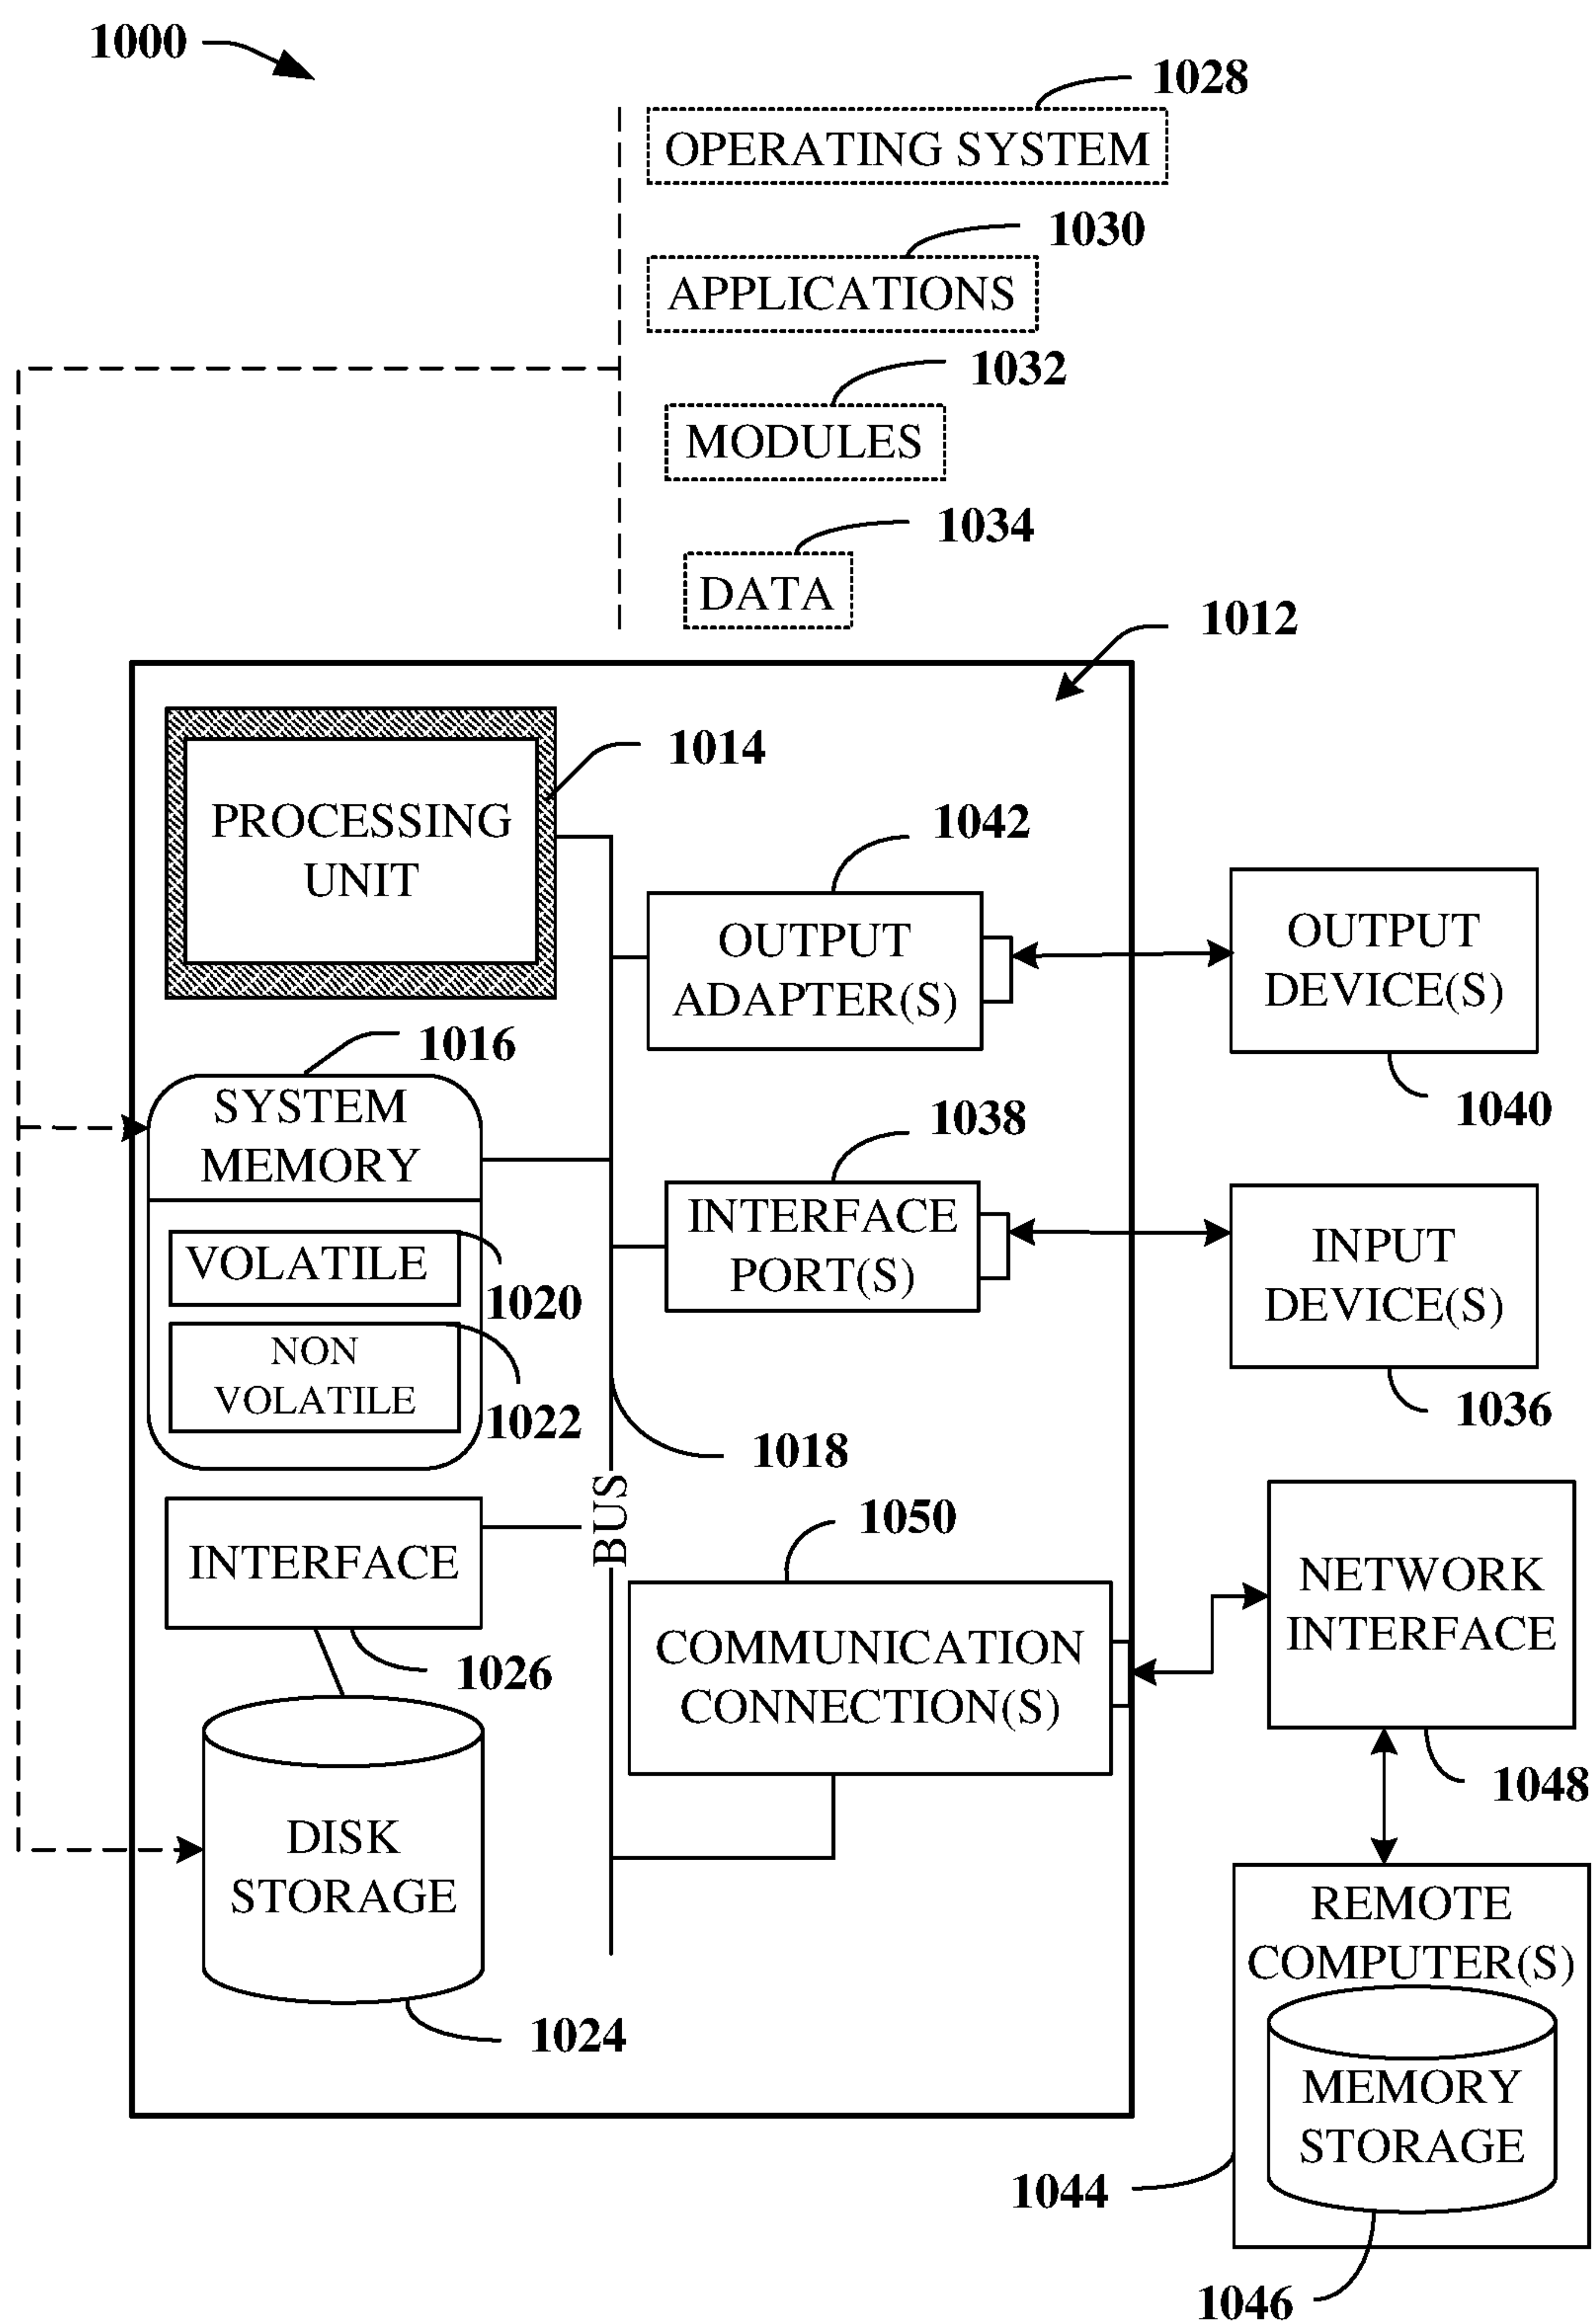 1000
1028
OPERATING SYSTEM
1030
APPLICATIONS
1032
MODULES
1034
DATA
1012
PROCESSING
UNIT
1014
1042
OUTPUT
ADAPTER(S)
OUTPUT
DEVICE(S)
1040
1016
SYSTEM
MEMORY
VOLATILE
1020
NON
VOLATILE
1022
1038
INTERFACE
PORT(S)
INPUT
DEVICE(S)
1036
1018
BUS
INTERFACE
1026
1050
COMMUNICATION
CONNECTION(S)
NETWORK
INTERFACE
1048
DISK
STORAGE
1024
REMOTE
COMPUTER(S)
MEMORY
STORAGE
1044
1046